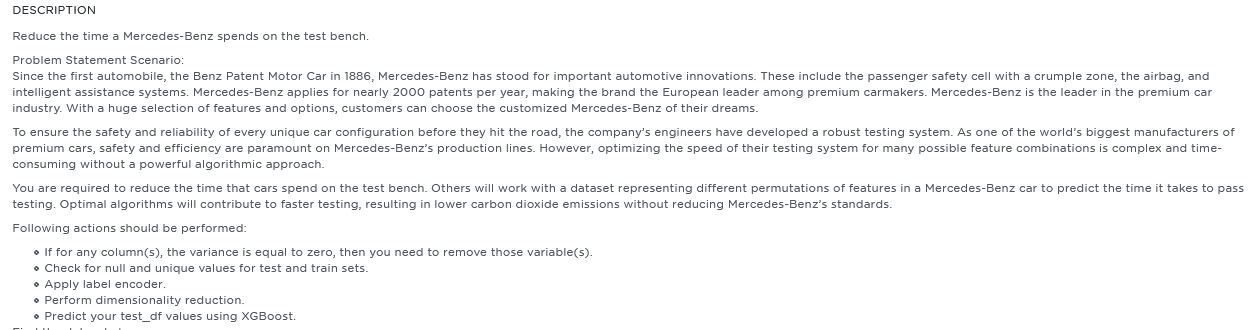 DESCRIPTION
Reduce the time a Mercedes-Benz spends on the test bench.
Problem Statement Scenario:
Since the first automobile, the Benz Patent Motor Car in 1886, Mercedes-Benz has stood for important automotive innovations. These include the passenger safety cell with a crumple zone, the airbag, and
intelligent assistance systems. Mercedes-Benz applies for nearly 2000 patents per year, making the brand the European leader among premium carmakers. Mercedes-Benz is the leader in the premium car
industry. With a huge selection of features and options, customers can choose the customized Mercedes-Benz of their dreams.
To ensure the safety and reliability of every unique car configuration before they hit the road, the company's engineers have developed a robust testing system. As one of the world's biggest manufacturers of
premium cars, safety and efficiency are paramount on Mercedes-Benz's production lines. However, optimizing the speed of their testing system for many possible feature combinations is complex and time-
consuming without a powerful algorithmic approach.
You are required to reduce the time that cars spend on the test bench. Others will work with a dataset representing different permutations of features in a Mercedes-Benz car to predict the time it takes to pass
testing. Optimal algorithms will contribute to faster testing, resulting in lower carbon dioxide emissions without reducing Mercedes-Benz's standards.
Following actions should be performed:
If for any column(s), the variance is equal to zero, then you need to remove those variable(s).
Check for null and unique values for test and train sets.
Apply label encoder.
Perform dimensionality reduction.
Predict your test_df values using XGBoost.